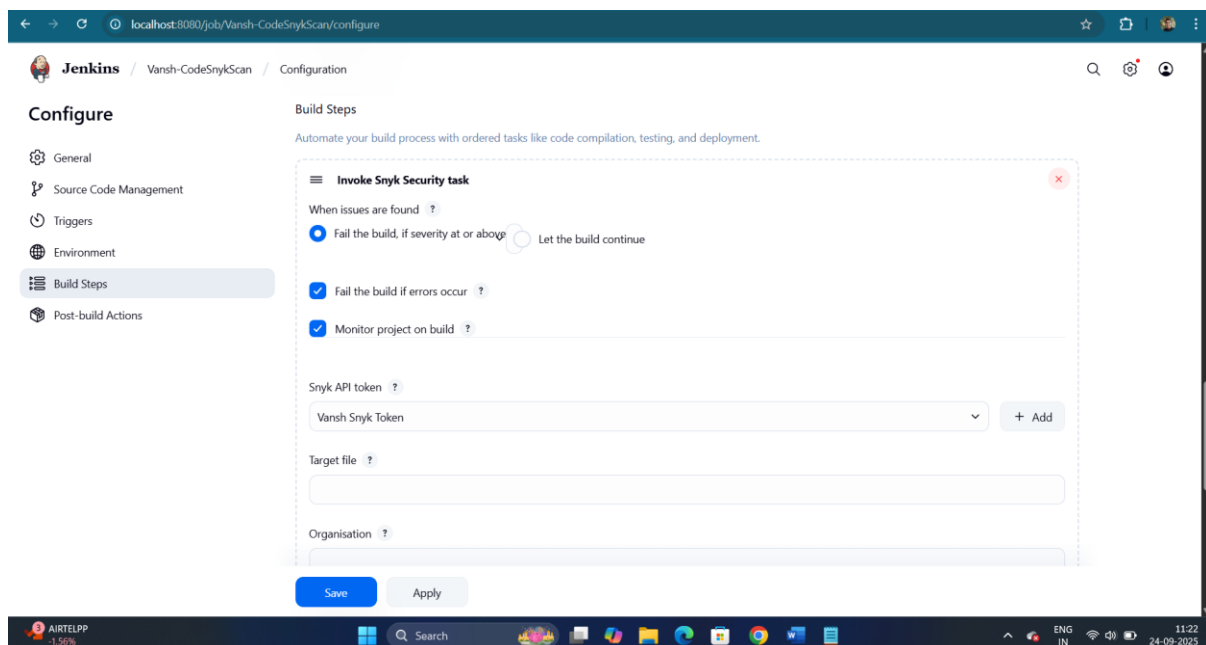 localhost:8080/job/Vansh-CodeSnykScan/configure
Jenkins / Vansh-CodeSnykScan / Configuration
Configure
General
Source Code Management
Triggers
Environment
Build Steps
Post-build Actions
Build Steps
Automate your build process with ordered tasks like code compilation, testing, and deployment.
Invoke Snyk Security task
When issues are found ?
Fail the build, if severity at or above
Let the build continue
Fail the build if errors occur ?
Monitor project on build ?
Snyk API token ?
Vansh Snyk Token
+ Add
Target file ?
Organisation ?
Save
Apply
3
AIRTELPP
-1.56%
Search
ENG
IN
11:22
24-09-2025